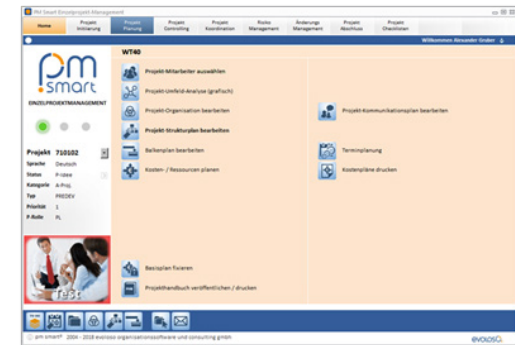 PM Smart Einzelprojekt-Management
Home
Projekt Initiierung
Projekt Planung
Projekt Controlling
Projekt Koordination
Risiko Management
Änderungs Management
Projekt Abschluss
Projekt Checklisten
Willkommen Alexander Gruber
WT40
pm smart
EINZELPROJEKTMANAGEMENT
Projekt 710102
Sprache Deutsch
Status P-Idee
Kategorie A-Proj.
Typ PREDEV
Priorität 1
P-Rolle PL
Test
Projekt-Mitarbeiter auswählen
Projekt-Umfeld-Analyse (grafisch)
Projekt-Organisation bearbeiten
Projekt-Kommunikationsplan bearbeiten
Projekt-Strukturplan bearbeiten
Balkenplan bearbeiten
Terminplanung
Kosten- / Ressourcen planen
Kostenpläne drucken
Basisplan fixieren
Projekthandbuch veröffentlichen / drucken
pm smart® 2004 - 2018 evoloso organisationssoftware und consulting gmbh
evoloso